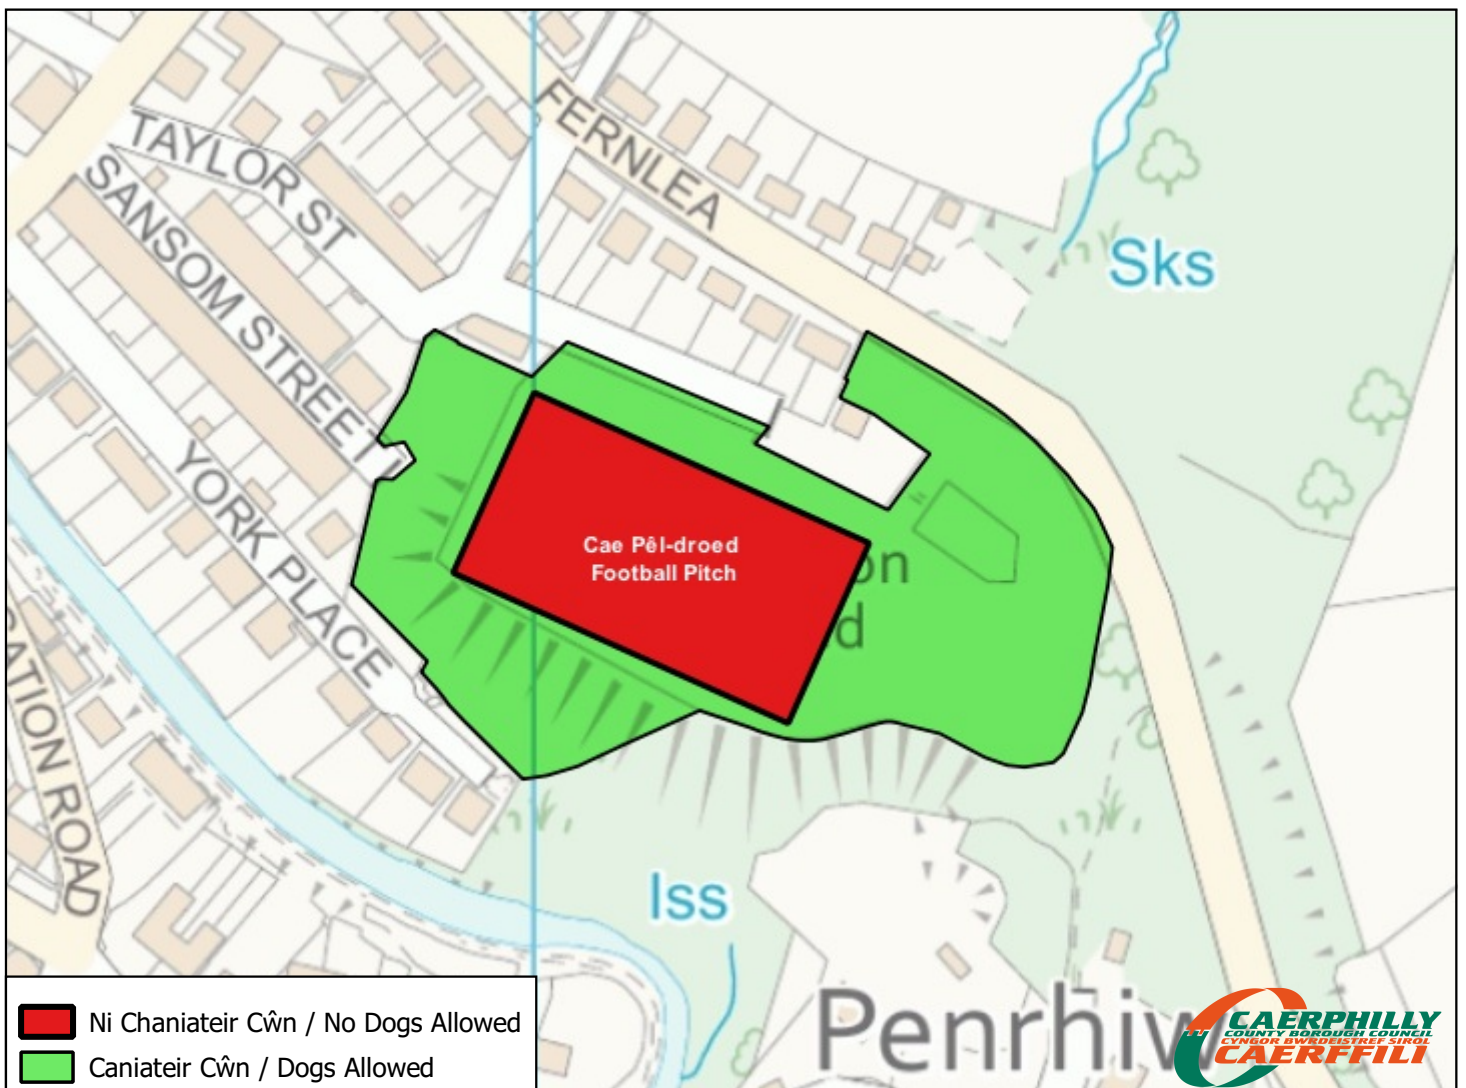 FERNLEA
TAYLOR ST
SANSOM STREET
Sks
YORK PLACE
Cae Pêl-droed
Football Pitch
on
d
ATION ROAD
Iss
Penrhiw
Ni Chaniateir Cŵn / No Dogs Allowed
Caniateir Cŵn / Dogs Allowed
CAERPHILLY
COUNTY BOROUGH COUNCIL
CYNGOR BWRDEISTREF SIROL
CAERFFILI